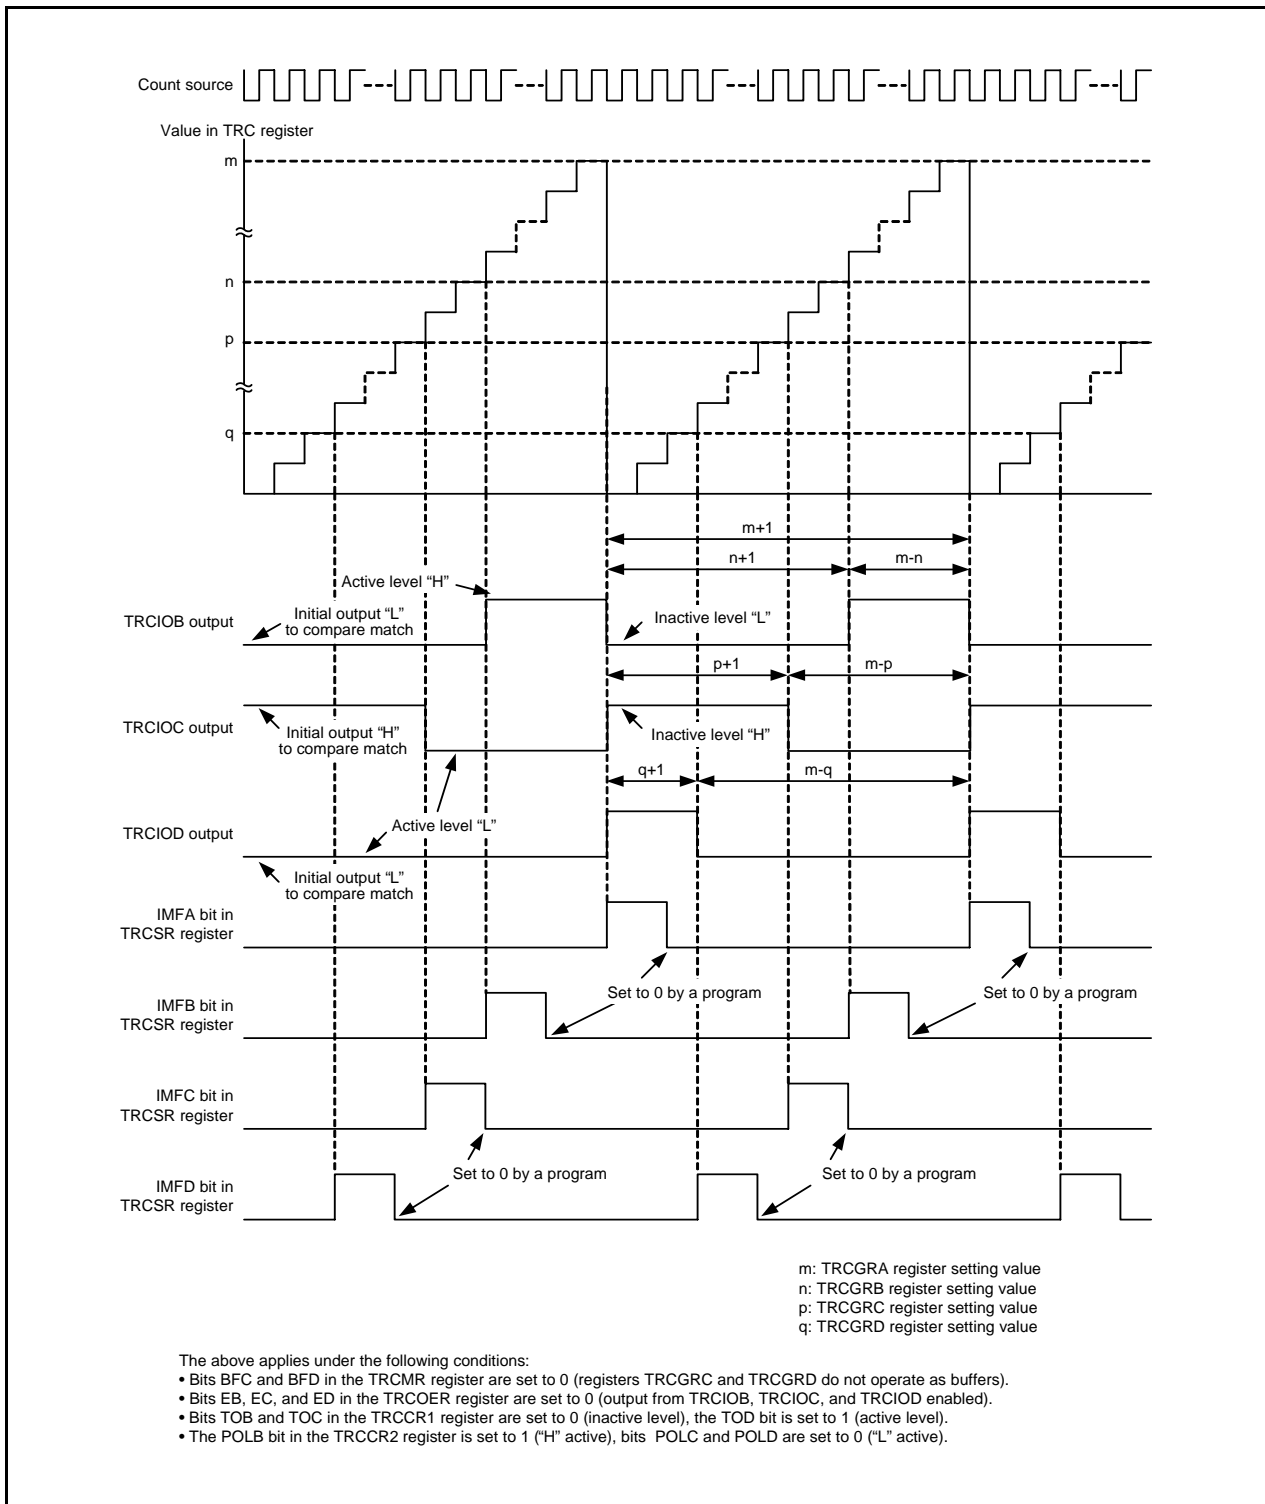 Count source
Value in TRC register
m
n
p
q
m+1
n+1
m-n
Active level “H”
Initial output “L”
to compare match
Inactive level “L”
TRCIOB output
p+1
m-p
TRCIOC output
Initial output “H”
to compare match
Inactive level “H”
q+1
m-q
TRCIOD output
Active level “L”
Initial output “L”
to compare match
IMFA bit in
TRCSR register
Set to 0 by a program
Set to 0 by a program
IMFB bit in
TRCSR register
IMFC bit in
TRCSR register
Set to 0 by a program
Set to 0 by a program
IMFD bit in
TRCSR register
m: TRCGRA register setting value
n: TRCGRB register setting value
p: TRCGRC register setting value
q: TRCGRD register setting value
The above applies under the following conditions:
• Bits BFC and BFD in the TRCMR register are set to 0 (registers TRCGRC and TRCGRD do not operate as buffers).
• Bits EB, EC, and ED in the TRCOER register are set to 0 (output from TRCIOB, TRCIOC, and TRCIOD enabled).
• Bits TOB and TOC in the TRCCR1 register are set to 0 (inactive level), the TOD bit is set to 1 (active level).
• The POLB bit in the TRCCR2 register is set to 1 (“H” active), bits POLC and POLD are set to 0 (“L” active).